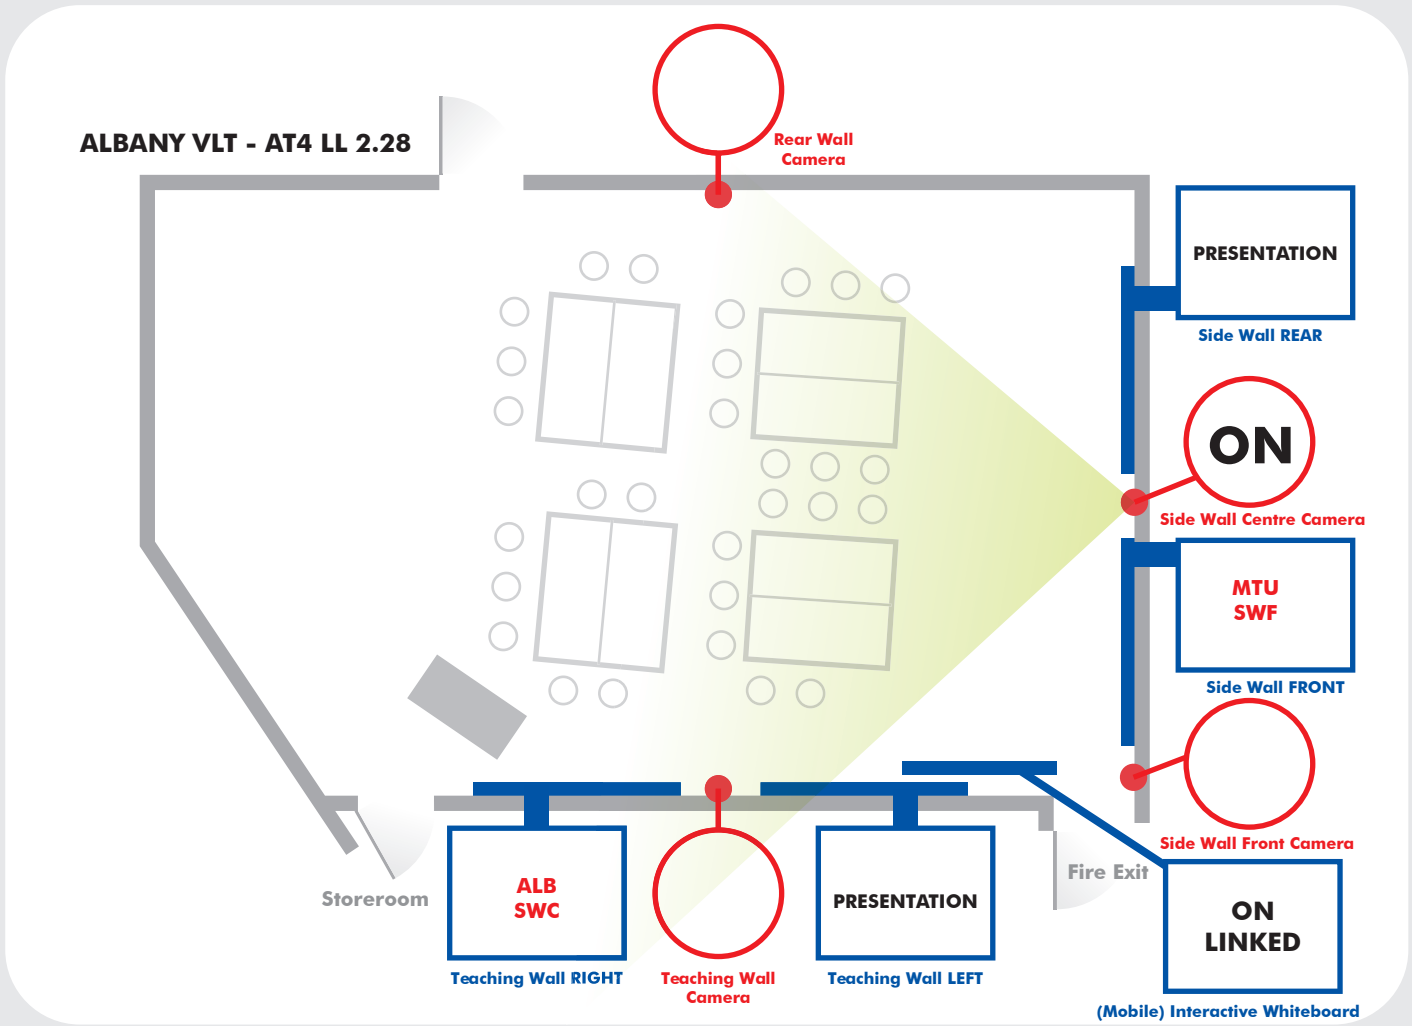 ALBANY VLT - AT4 LL 2.28
Rear Wall
Camera
PRESENTATION
Side Wall REAR
ON
Side Wall Centre Camera
MTU
SWF
Side Wall FRONT
Side Wall Front Camera
Fire Exit
Storeroom
ALB
SWC
Teaching Wall RIGHT
Teaching Wall
Camera
PRESENTATION
Teaching Wall LEFT
ON
LINKED
(Mobile) Interactive Whiteboard